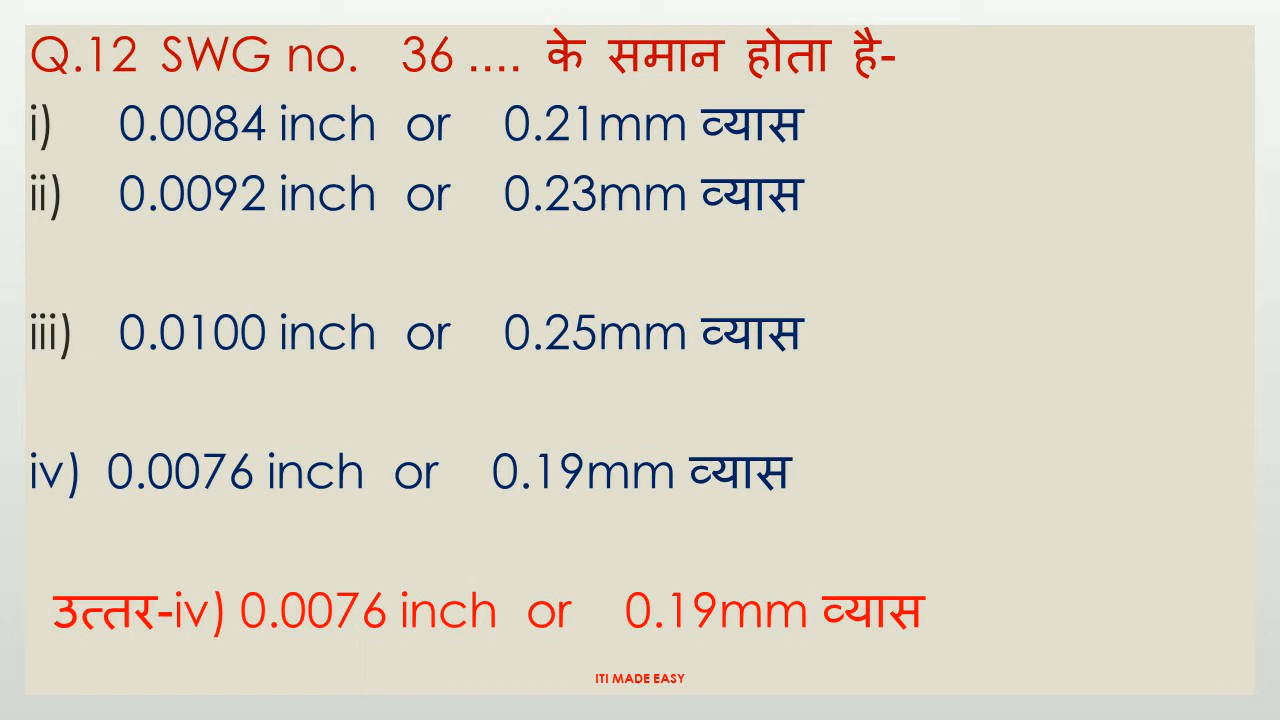 Q.12 SWG no. 36 .... के समान होता है-
i) 0.0084 inch or 0.21mm व्यास
ii) 0.0092 inch or 0.23mm व्यास
iii) 0.0100 inch or 0.25mm व्यास
iv) 0.0076 inch or 0.19mm व्यास
उत्तर-iv) 0.0076 inch or 0.19mm व्यास
ITI MADE EASY